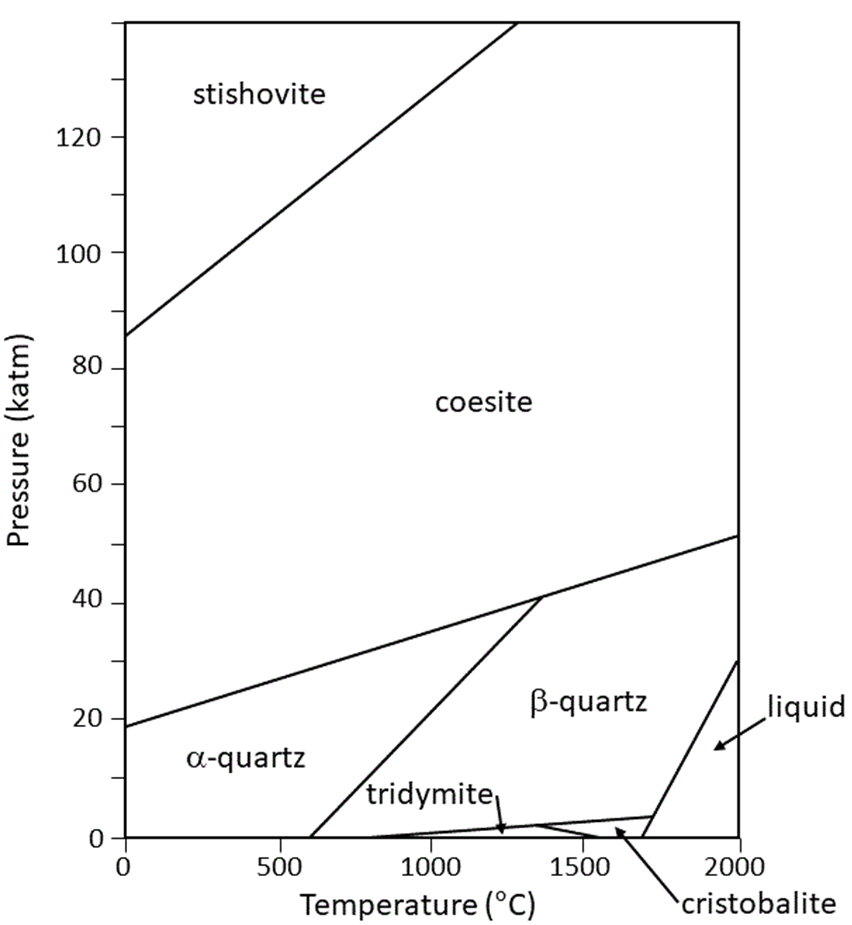 stishovite
120
100
80
coesite
Pressure (katm)
60
40
β-quartz
liquid
20
α-quartz
tridymite
0
0 500 1000 1500 2000
Temperature (°C)
cristobalite